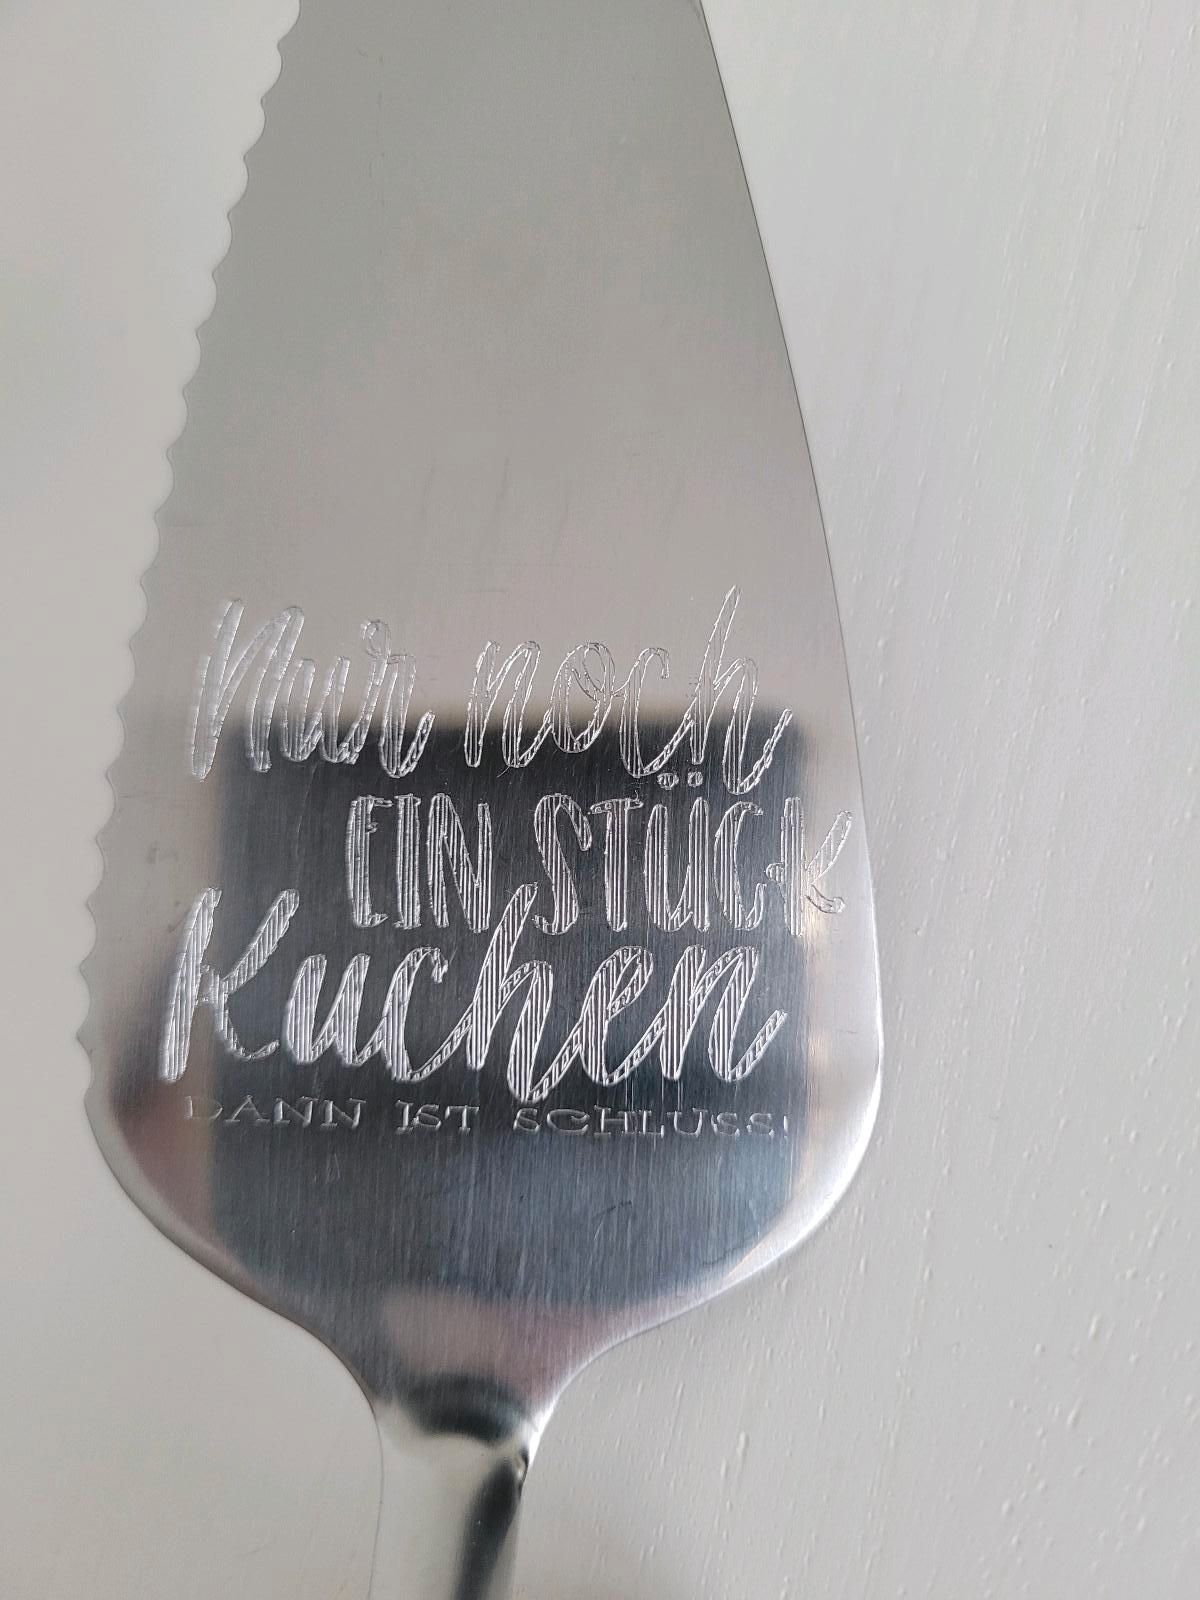 Nur noch
EIN STÜCK
Kuchen
DANN IST SCHLUSS!